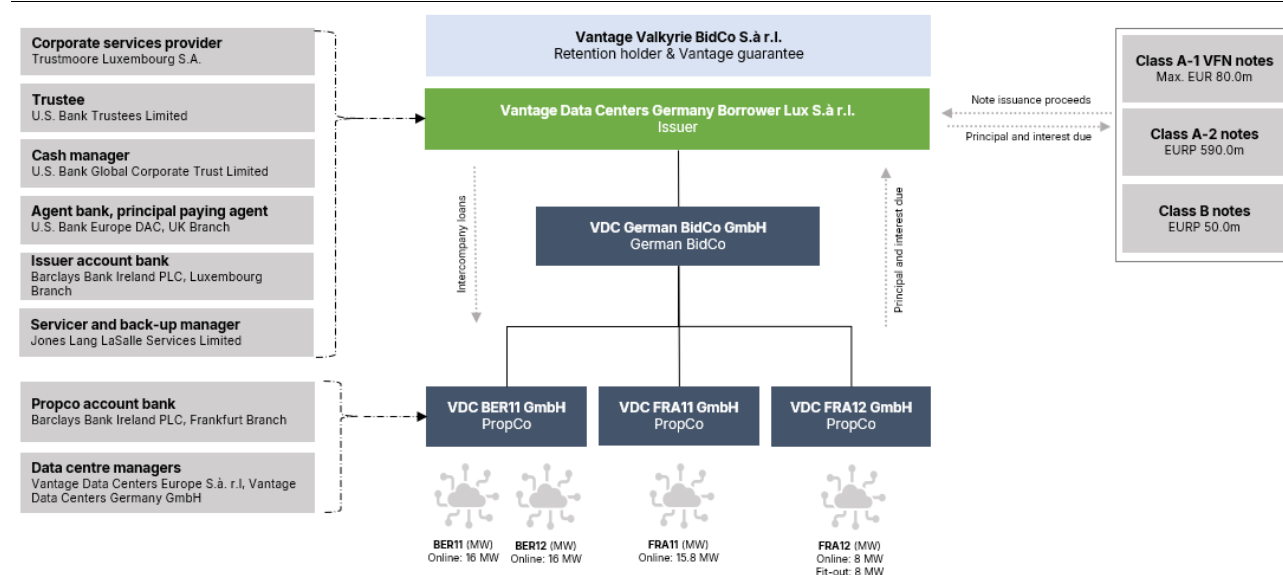 Corporate services provider
Trustmoore Luxembourg S.A.
Trustee
U.S. Bank Trustees Limited
Cash manager
U.S. Bank Global Corporate Trust Limited
Agent bank, principal paying agent
U.S. Bank Europe DAC, UK Branch
Issuer account bank
Barclays Bank Ireland PLC, Luxembourg
Branch
Servicer and back-up manager
Jones Lang LaSalle Services Limited
Propco account bank
Barclays Bank Ireland PLC, Frankfurt Branch
Data centre managers
Vantage Data Centers Europe S.à. r.l, Vantage
Data Centers Germany GmbH
Vantage Valkyrie BidCo S.à r.l.
Retention holder & Vantage guarantee
Vantage Data Centers Germany Borrower Lux S.à r.l.
Issuer
Intercompany loans
VDC German BidCo GmbH
German BidCo
Principal and interest due
VDC BER11 GmbH
PropCo
VDC FRA11 GmbH
PropCo
VDC FRA12 GmbH
PropCo
BER11 (MW)
Online: 16 MW
BER12 (MW)
Online: 16 MW
FRA11 (MW)
Online: 15.8 MW
FRA12 (MW)
Online: 8 MW
Fit-out: 8 MW
Note issuance proceeds
Principal and interest due
Class A-1 VFN notes
Max. EUR 80.0m
Class A-2 notes
EURP 590.0m
Class B notes
EURP 50.0m